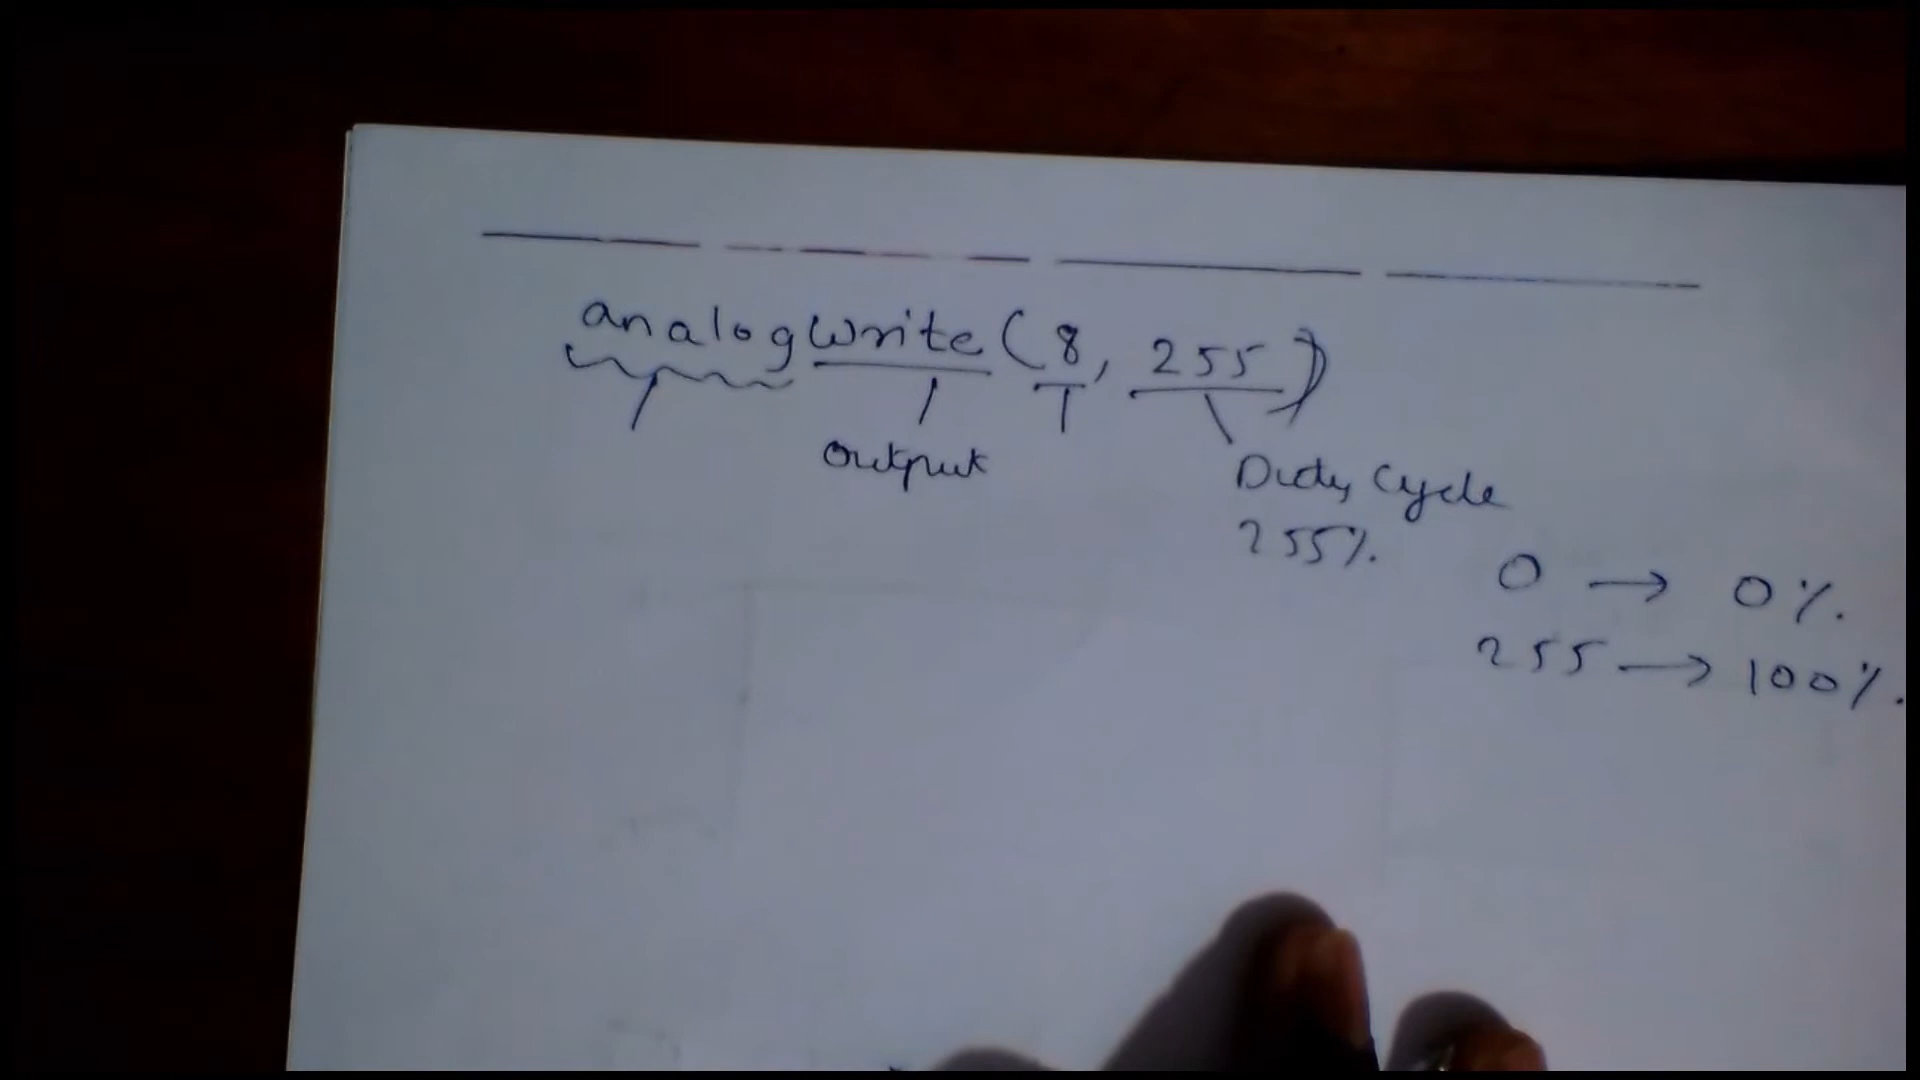 analogWrite(8, 255)
Output
Duty Cycle
255%.
0 → 0%.
255 → 100%.